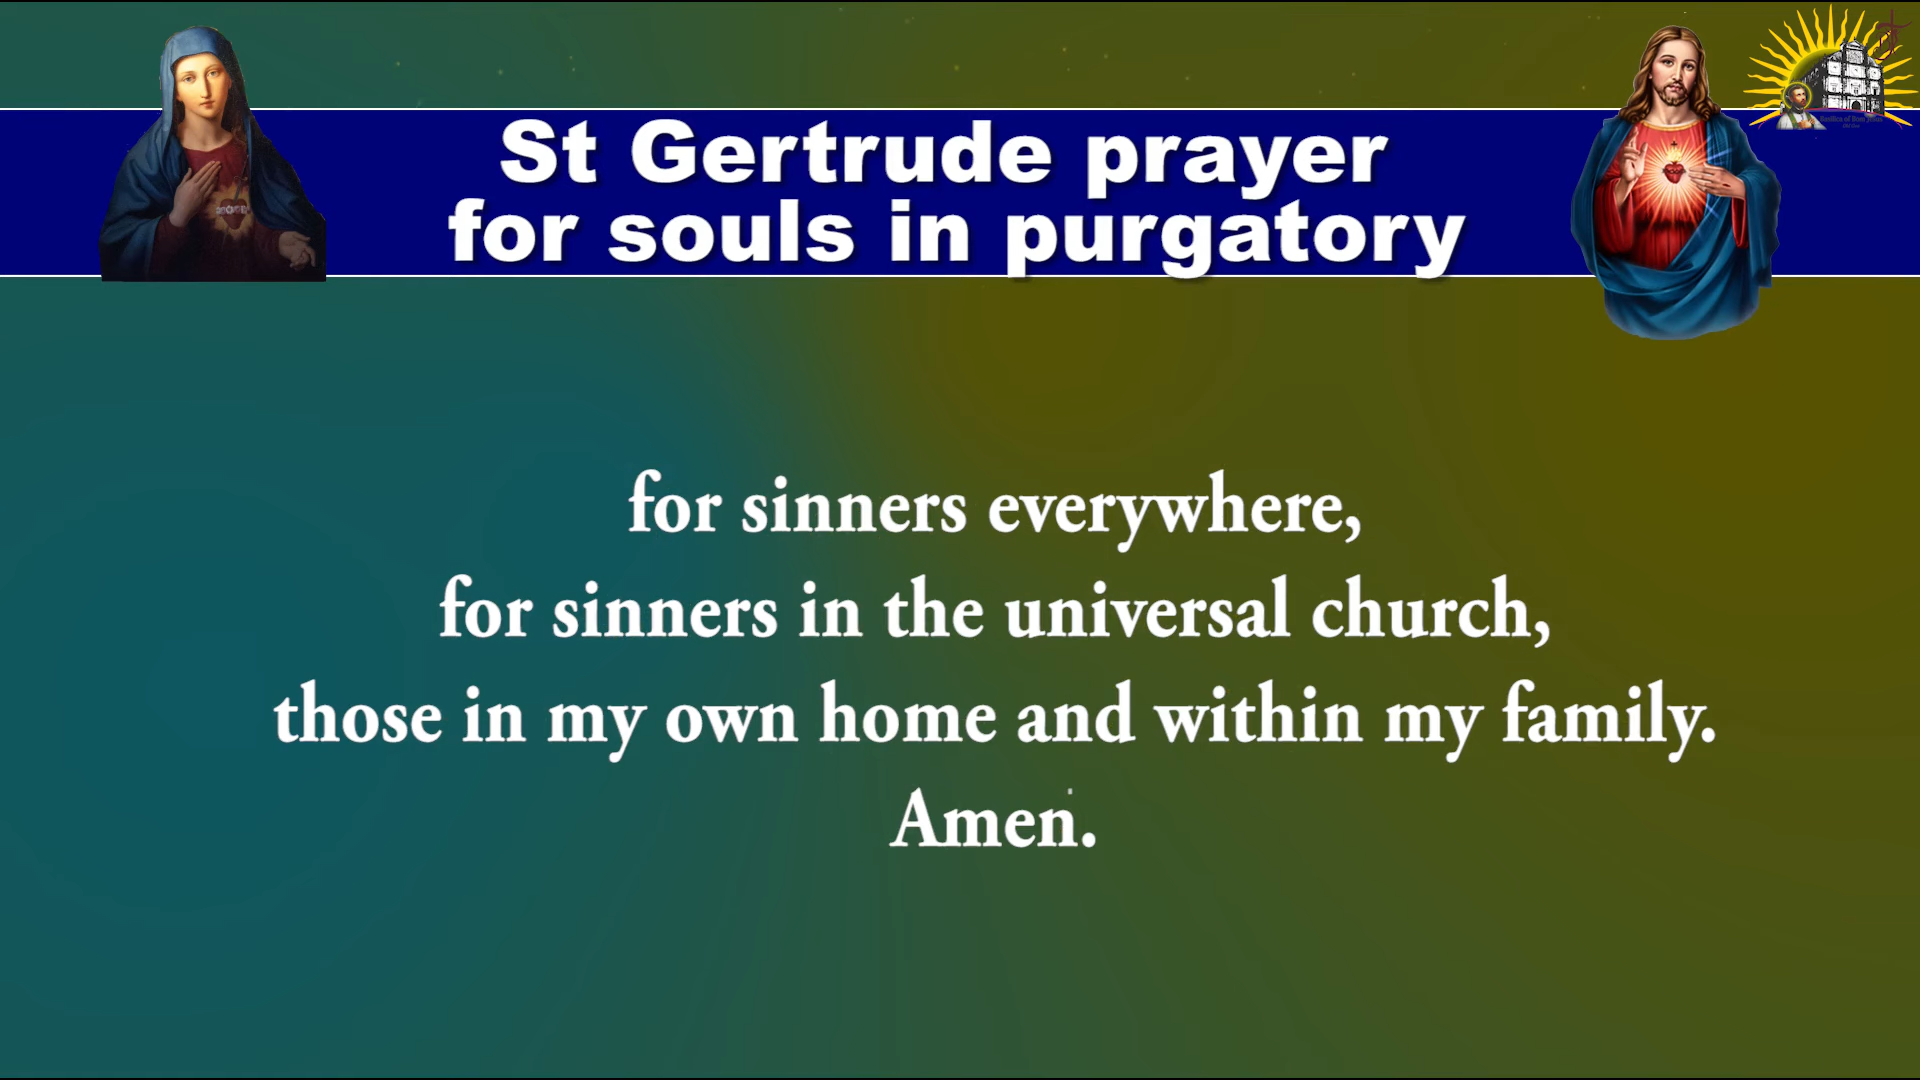 St Gertrude prayer
for souls in purgatory
for sinners everywhere,
for sinners in the universal church,
those in my own home and within my family.
Amen.